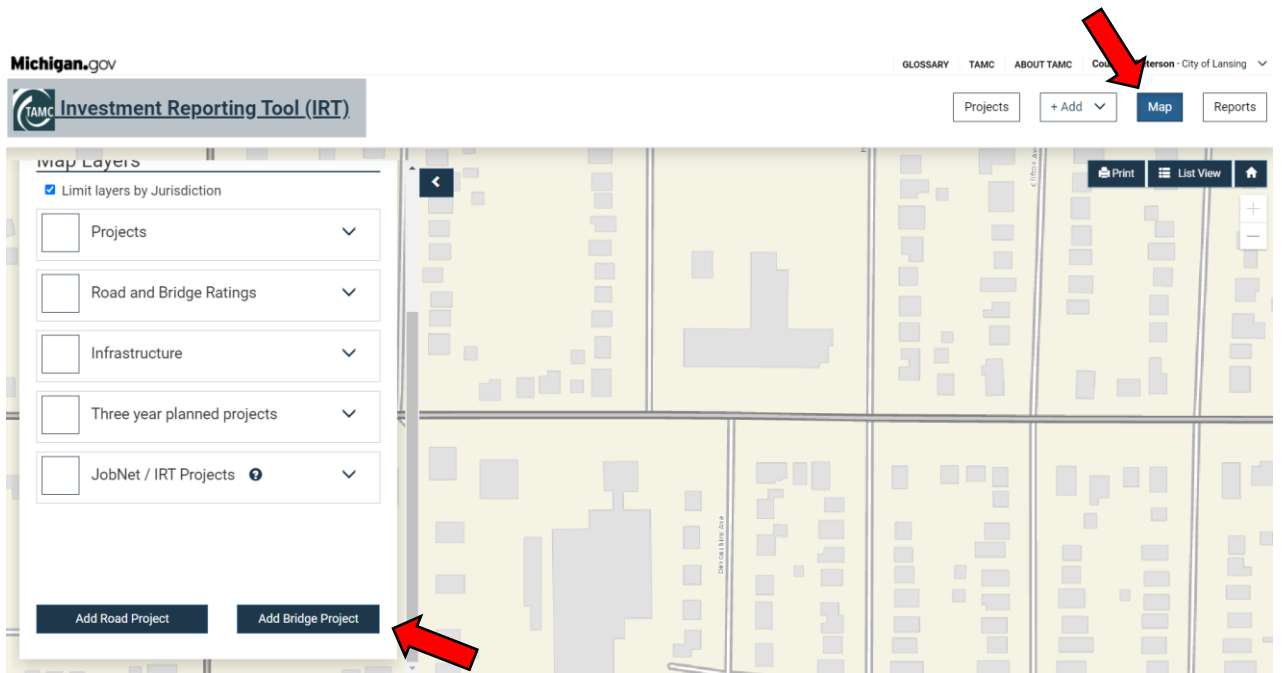 Michigan.gov
GLOSSARY TAMC ABOUT TAMC City of Lansing
TAMC Investment Reporting Tool (IRT)
Projects + Add Map Reports
Map Layers
Limit layers by Jurisdiction
Print List View
Clifton Ave
Projects
Road and Bridge Ratings
Infrastructure
Three year planned projects
JobNet / IRT Projects ?
Devonshire Ave
Add Road Project Add Bridge Project